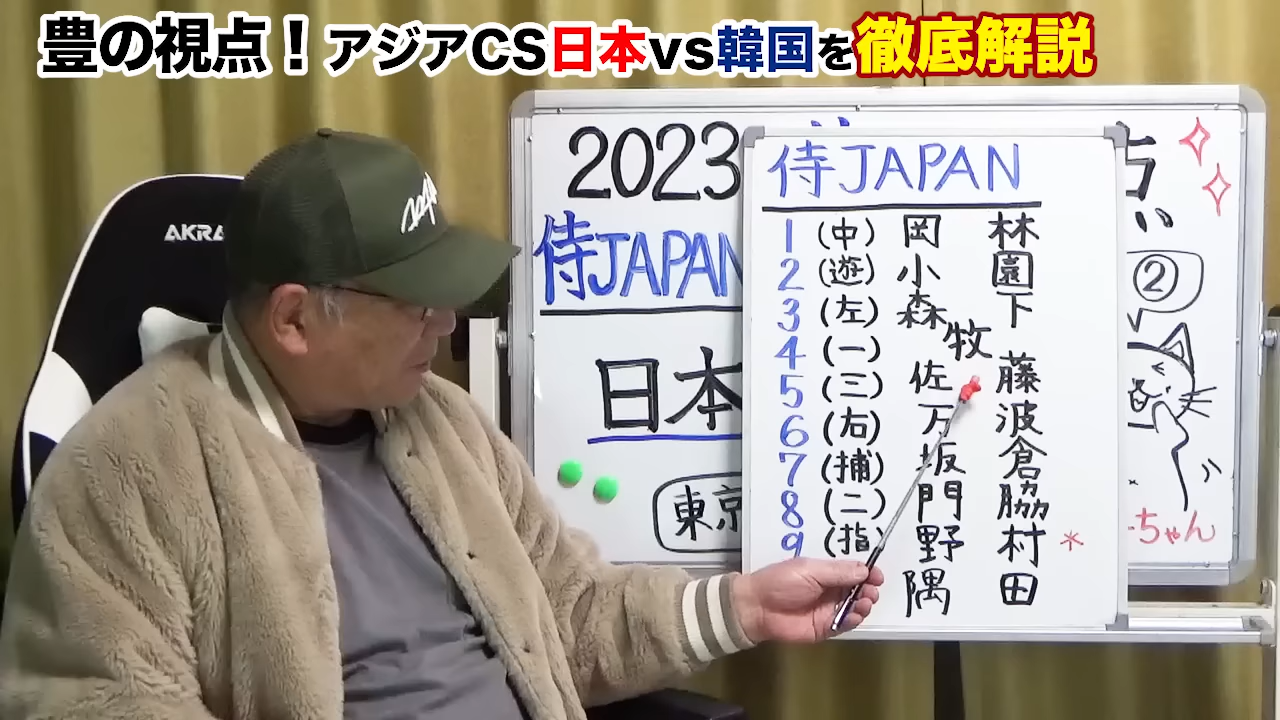 豊の視点！アジアCS日本vs韓国を徹底解説
2023
占い
侍JAPAN
日本
東京
②
ちゃん
AKRA
侍JAPAN
1 (中) 岡林
2 (遊) 小園
3 (左) 森下
4 (一) 牧
5 (三) 佐藤
6 (右) 万波
7 (捕) 坂倉
8 (二) 門脇
9 (指) 野村 *
隅田